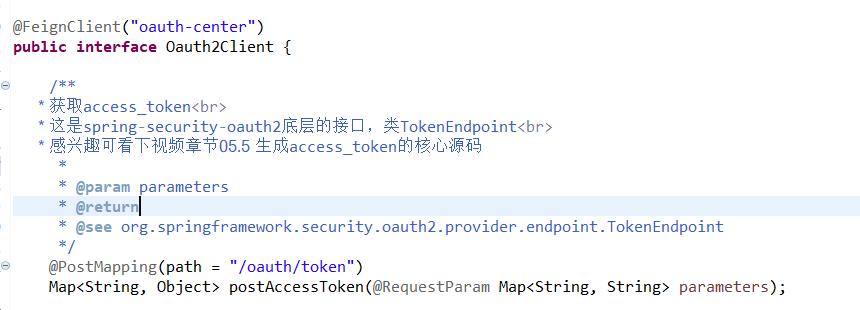 @FeignClient("oauth-center")
public interface Oauth2Client {
/**
* 获取access_token<br>
* 这是spring-security-oauth2底层的接口，类TokenEndpoint<br>
* 感兴趣可看下视频章节05.5 生成access_token的核心源码
*
* @param parameters
* @return
* @see org.springframework.security.oauth2.provider.endpoint.TokenEndpoint
*/
@PostMapping(path = "/oauth/token")
Map<String, Object> postAccessToken(@RequestParam Map<String, String> parameters);